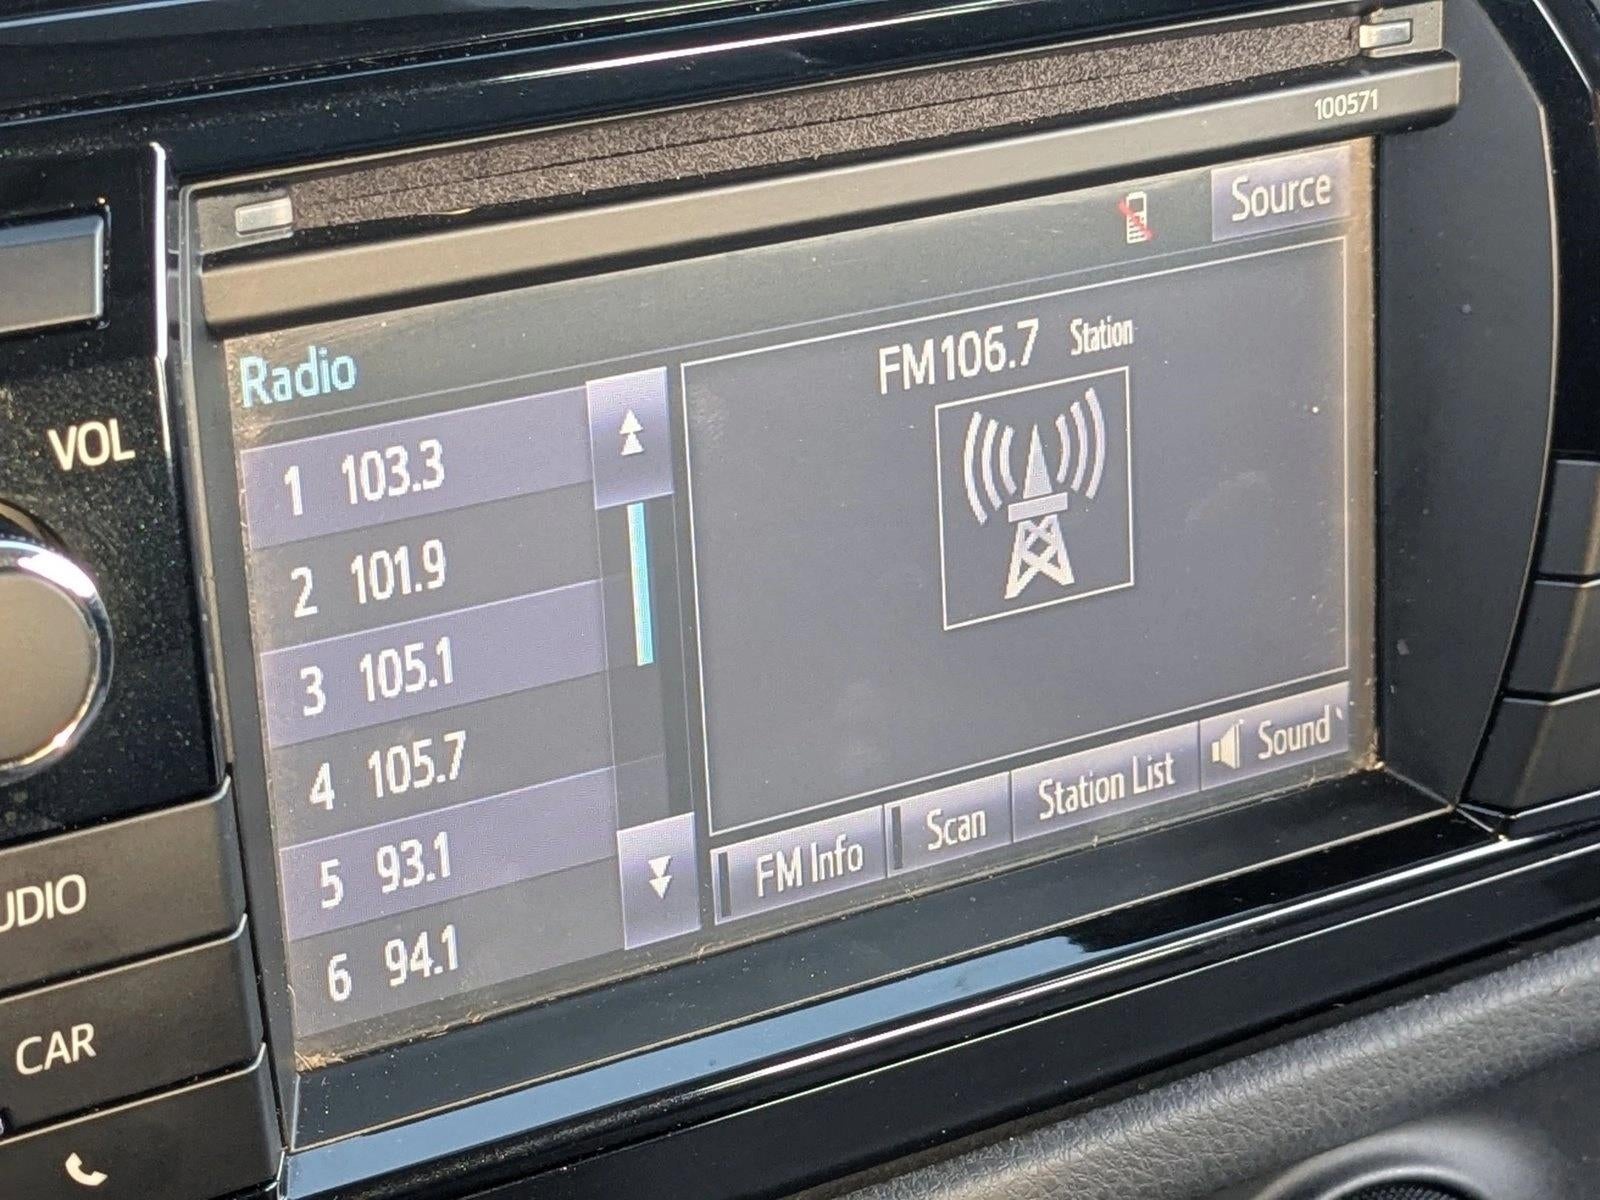 100571
Source
Radio
FM106.7 Station
1 103.3
2 101.9
3 105.1
4 105.7
5 93.1
6 94.1
FM Info
Scan
Station List
Sound
VOL
UDIO
CAR